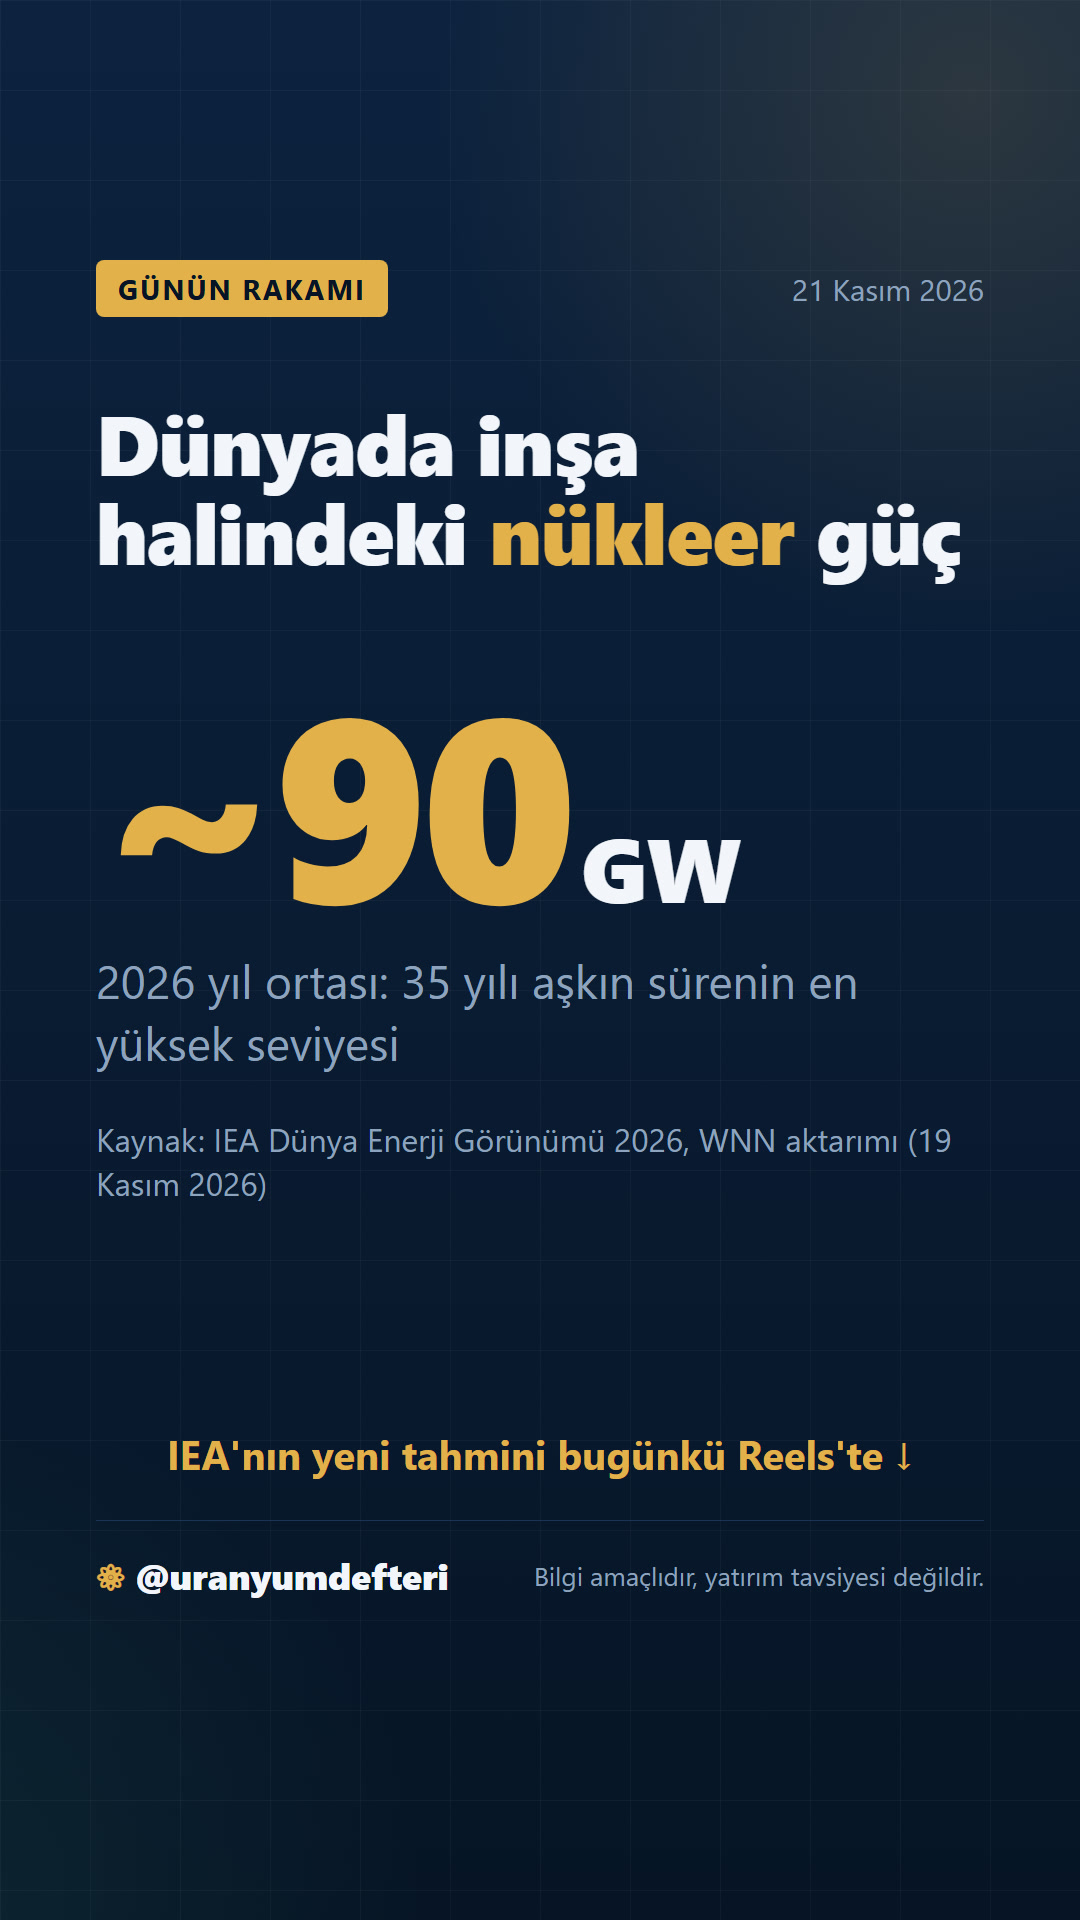 GÜNÜN RAKAMI
21 Kasım 2026
Dünyada inşa
halindeki nükleer güç
~90GW
2026 yıl ortası: 35 yılı aşkın sürenin en
yüksek seviyesi
Kaynak: IEA Dünya Enerji Görünümü 2026, WNN aktarımı (19
Kasım 2026)
IEA'nın yeni tahmini bugünkü Reels'te ↓
@uranyumdefteri
Bilgi amaçlıdır, yatırım tavsiyesi değildir.